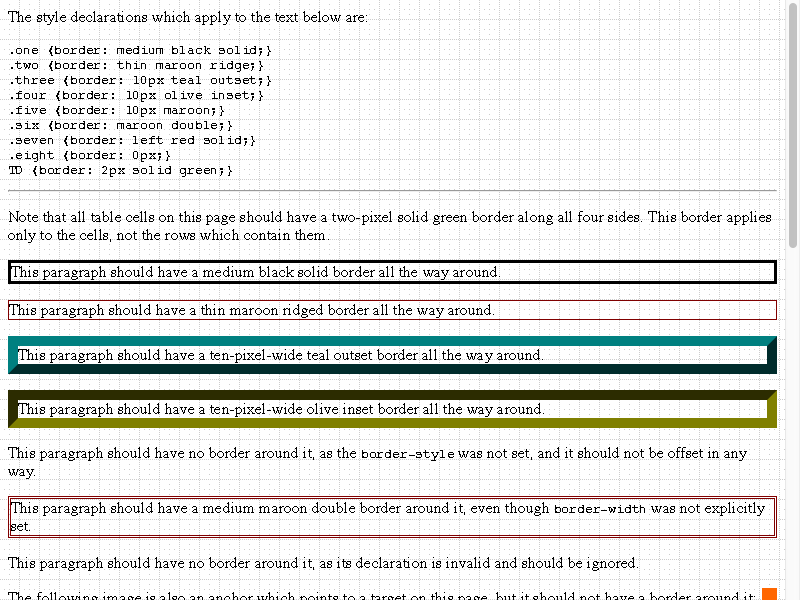 The style declarations which apply to the text below are:
.one {border: medium black solid;}
.two {border: thin maroon ridge;}
.three {border: 10px teal outset;}
.four {border: 10px olive inset;}
.five {border: 10px maroon;}
.six {border: maroon double;}
.seven {border: left red solid;}
.eight {border: 0px;}
TD {border: 2px solid green;}
Note that all table cells on this page should have a two-pixel solid green border along all four sides. This border applies
only to the cells, not the rows which contain them.
This paragraph should have a medium black solid border all the way around.
This paragraph should have a thin maroon ridged border all the way around.
This paragraph should have a ten-pixel-wide teal outset border all the way around.
This paragraph should have a ten-pixel-wide olive inset border all the way around.
This paragraph should have no border around it, as the border-style was not set, and it should not be offset in any
way.
This paragraph should have a medium maroon double border around it, even though border-width was not explicitly
set.
This paragraph should have no border around it, as its declaration is invalid and should be ignored.
The following image is also an anchor which points to a target on this page, but it should not have a border around it: